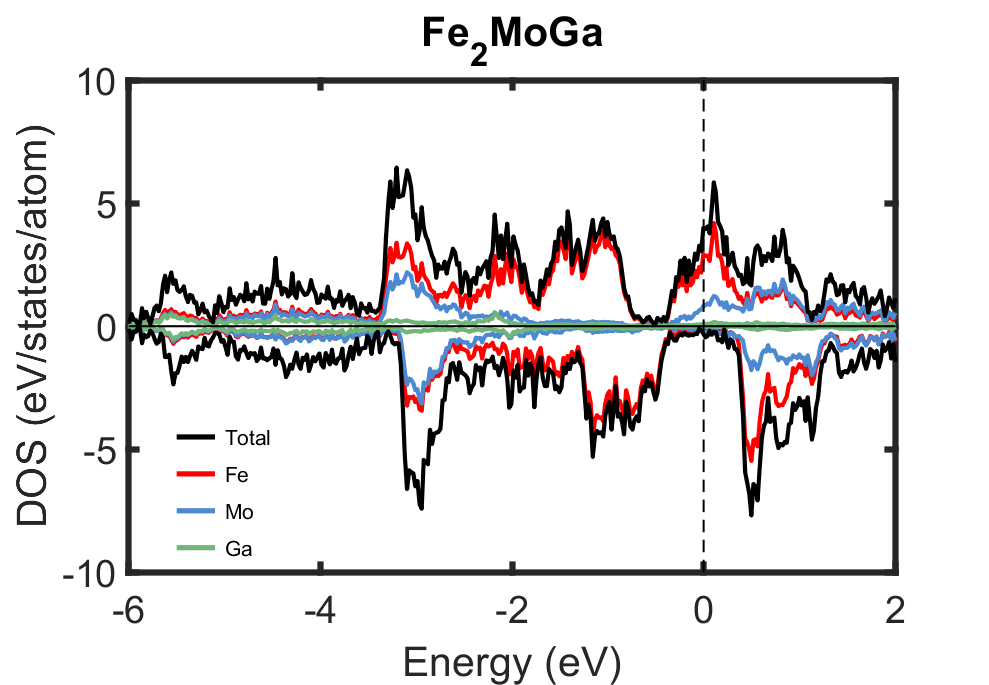 Fe₂MoGa
10
5
0
-5
-10
DOS (eV/states/atom)
Total
Fe
Mo
Ga
-6 -4 -2 0 2
Energy (eV)